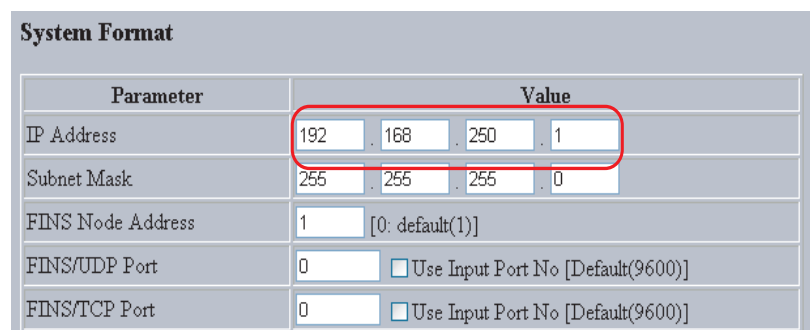 System Format
Parameter Value
IP Address 192 . 168 . 250 . 1
Subnet Mask 255 . 255 . 255 . 0
FINS Node Address 1 [0: default(1)]
FINS/UDP Port 0 Use Input Port No [Default(9600)]
FINS/TCP Port 0 Use Input Port No [Default(9600)]